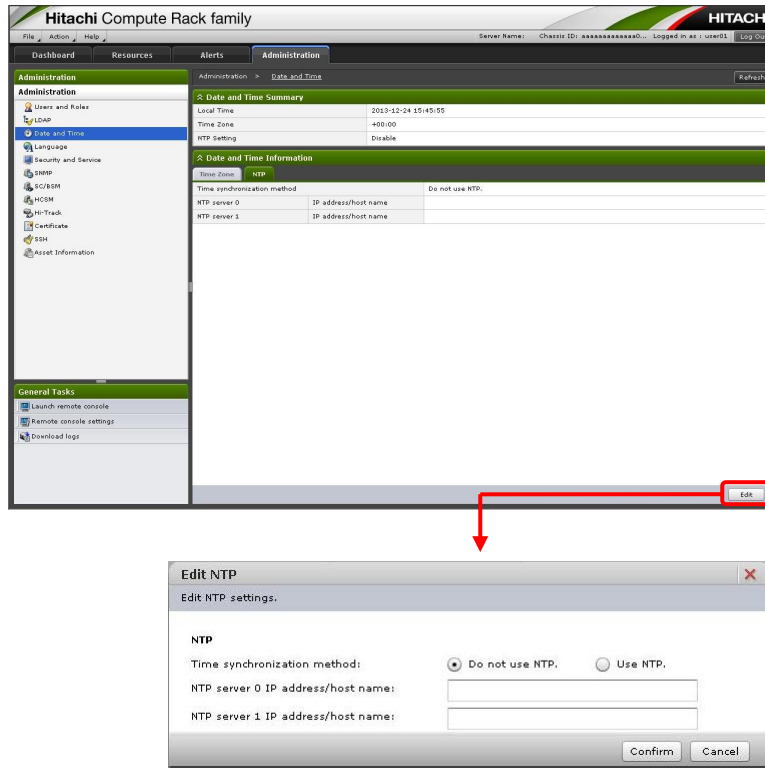 Hitachi Compute Rack family
HITACH
File Action Help
Server Name: Chassis ID: aaaaaaaaaaaaa0... Logged in as : user01 Log Ou
Dashboard Resources Alerts Administration
Administration
Administration > Date and Time
Refresh
Administration
Users and Roles
LDAP
Date and Time
Language
Security and Service
SNMP
SC/BSM
HCSM
Hi-Track
Certificate
SSH
Asset Information
Date and Time Summary
Local Time 2013-12-24 15:45:55
Time Zone +00:00
NTP Setting Disable
Date and Time Information
Time Zone NTP
Time synchronization method Do not use NTP.
NTP server 0 IP address/host name
NTP server 1 IP address/host name
General Tasks
Launch remote console
Remote console settings
Download logs
Edit
Edit NTP
Edit NTP settings.
NTP
Time synchronization method: Do not use NTP. Use NTP.
NTP server 0 IP address/host name:
NTP server 1 IP address/host name:
Confirm Cancel